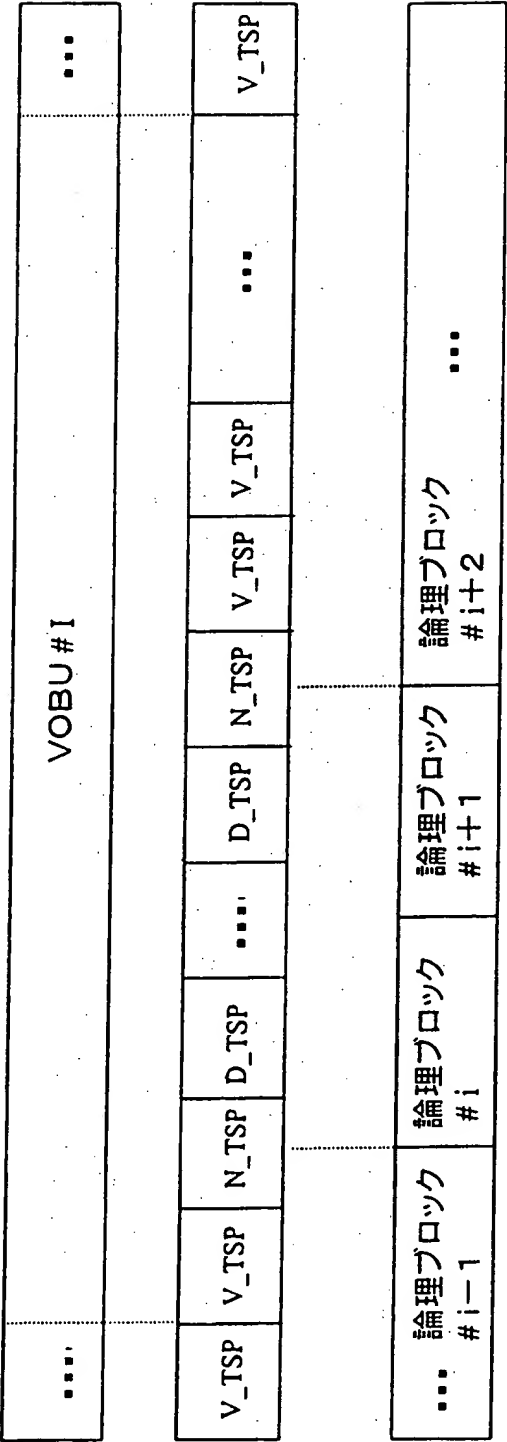 ... VOBU#I ...
V_TSP V_TSP N_TSP D_TSP ... D_TSP N_TSP V_TSP V_TSP ... V_TSP
... 論理ブロック #i−1
論理ブロック #i
論理ブロック #i+1
論理ブロック #i+2 ...